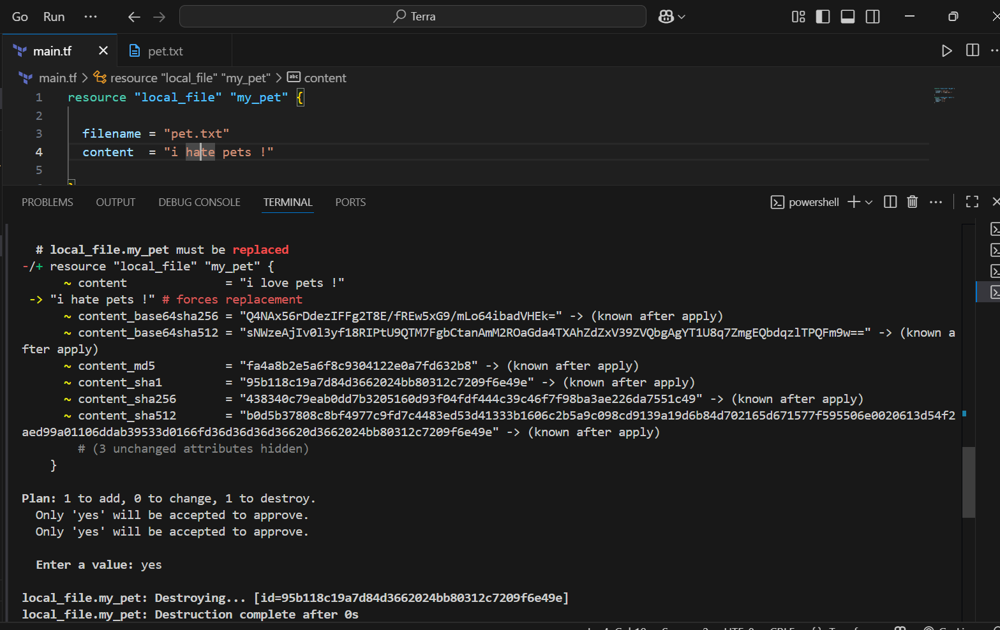 Go Run ··· Terra
main.tf pet.txt
main.tf > resource "local_file" "my_pet" > abc content
1 resource "local_file" "my_pet" {
2
3 filename = "pet.txt"
4 content = "i hate pets !"
5
PROBLEMS OUTPUT DEBUG CONSOLE TERMINAL PORTS powershell
# local_file.my_pet must be replaced
-/+ resource "local_file" "my_pet" {
~ content = "i love pets !"
-> "i hate pets !" # forces replacement
~ content_base64sha256 = "Q4NAx56rDdezIFFg2T8E/fREw5xG9/mLo64ibadVHEk=" -> (known after apply)
~ content_base64sha512 = "sNWzeAjIv0l3yf18RIPtU9QTM7FgbCtanAmM2ROaGda4TXAhZdZxV39ZVQbgAgYT1U8q7ZmgEQbdqzlTPQFm9w==" -> (known a
fter apply)
~ content_md5 = "fa4a8b2e5a6f8c9304122e0a7fd632b8" -> (known after apply)
~ content_sha1 = "95b118c19a7d84d3662024bb80312c7209f6e49e" -> (known after apply)
~ content_sha256 = "438340c79eab0dd7b3205160d93f04fdf444c39c46f7f98ba3ae226da7551c49" -> (known after apply)
~ content_sha512 = "b0d5b37808c8bf4977c9fd7c4483ed53d41333b1606c2b5a9c098cd9139a19d6b84d702165d671577f595506e0020613d54f2
aed99a01106ddab39533d0166fd36d36d36d36620d3662024bb80312c7209f6e49e" -> (known after apply)
# (3 unchanged attributes hidden)
}
Plan: 1 to add, 0 to change, 1 to destroy.
Only 'yes' will be accepted to approve.
Only 'yes' will be accepted to approve.
Enter a value: yes
local_file.my_pet: Destroying... [id=95b118c19a7d84d3662024bb80312c7209f6e49e]
local_file.my_pet: Destruction complete after 0s